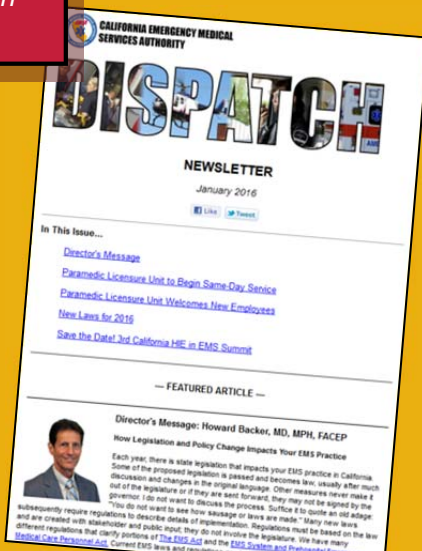 CALIFORNIA EMERGENCY MEDICAL
SERVICES AUTHORITY
DISPATCH
NEWSLETTER
January 2016
Like Tweet
In This Issue...
Director's Message
Paramedic Licensure Unit to Begin Same-Day Service
Paramedic Licensure Unit Welcomes New Employees
New Laws for 2016
Save the Date! 3rd California HIE in EMS Summit
— FEATURED ARTICLE —
Director's Message: Howard Backer, MD, MPH, FACEP
How Legislation and Policy Change Impacts Your EMS Practice
Each year, there is state legislation that impacts your EMS practice in California.
Some of the proposed legislation is passed and becomes law, usually after much
discussion and changes in the original language. Other measures never make it
out of the legislature or if they are sent forward, they may not be signed by the
governor. I do not want to discuss the process. Suffice it to quote an old adage:
"You do not want to see how sausage or laws are made." Many new laws
subsequently require regulations to describe details of implementation. Regulations must be based on the law
and are created with stakeholder and public input; they do not involve the legislature. We have many
different regulations that clarify portions of The EMS Act and the EMS System and Prehospital
Medical Care Personnel Act. Current EMS laws and